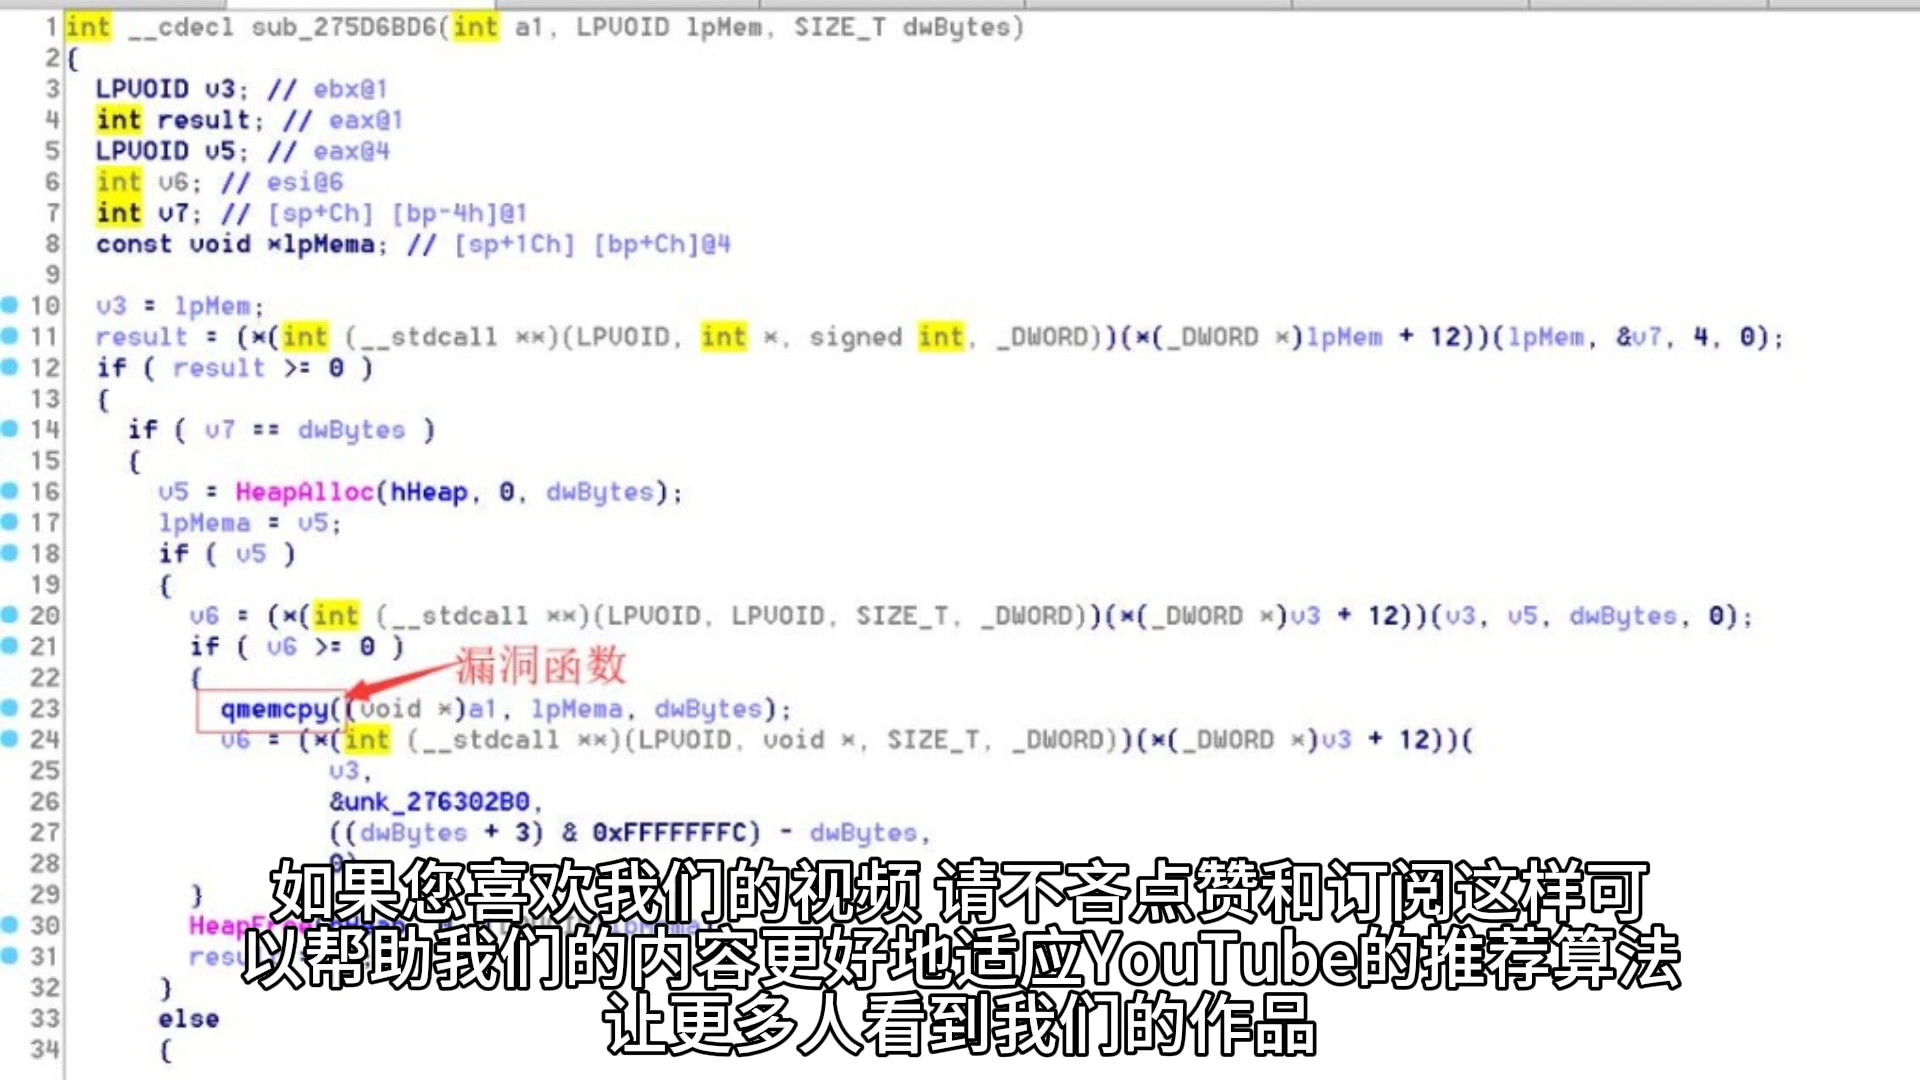 1 int __cdecl sub_275D6BD6(int a1, LPVOID lpMem, SIZE_T dwBytes)
2 {
3 LPVOID v3; // ebx@1
4 int result; // eax@1
5 LPVOID v5; // eax@4
6 int v6; // esi@6
7 int v7; // [sp+Ch] [bp-4h]@1
8 const void *lpMema; // [sp+1Ch] [bp+Ch]@4
9
10 v3 = lpMem;
11 result = (*(int (__stdcall **)(LPVOID, int *, signed int, _DWORD))(*(_DWORD *)lpMem + 12))(lpMem, &v7, 4, 0);
12 if ( result >= 0 )
13 {
14 if ( v7 == dwBytes )
15 {
16 v5 = HeapAlloc(hHeap, 0, dwBytes);
17 lpMema = v5;
18 if ( v5 )
19 {
20 v6 = (*(int (__stdcall **)(LPVOID, LPVOID, SIZE_T, _DWORD))(*(_DWORD *)v3 + 12))(v3, v5, dwBytes, 0);
21 if ( v6 >= 0 )
漏洞函数
22 {
23 qmemcpy((void *)a1, lpMema, dwBytes);
24 v6 = (*(int (__stdcall **)(LPVOID, void *, SIZE_T, _DWORD))(*(_DWORD *)v3 + 12))(
25 v3,
26 &unk_276302B0,
27 ((dwBytes + 3) & 0xFFFFFFFC) - dwBytes,
28
29 }
30
31
32 }
33 else
34 {
如果您喜欢我们的视频 请不吝点赞和订阅这样可
以帮助我们的内容更好地适应YouTube的推荐算法
让更多人看到我们的作品